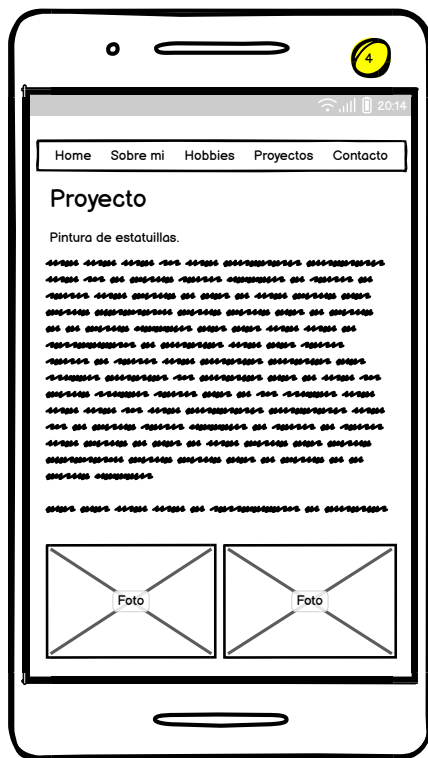 4
20:14
Home Sobre mi Hobbies Proyectos Contacto
Proyecto
Pintura de estatuillas.
Foto Foto